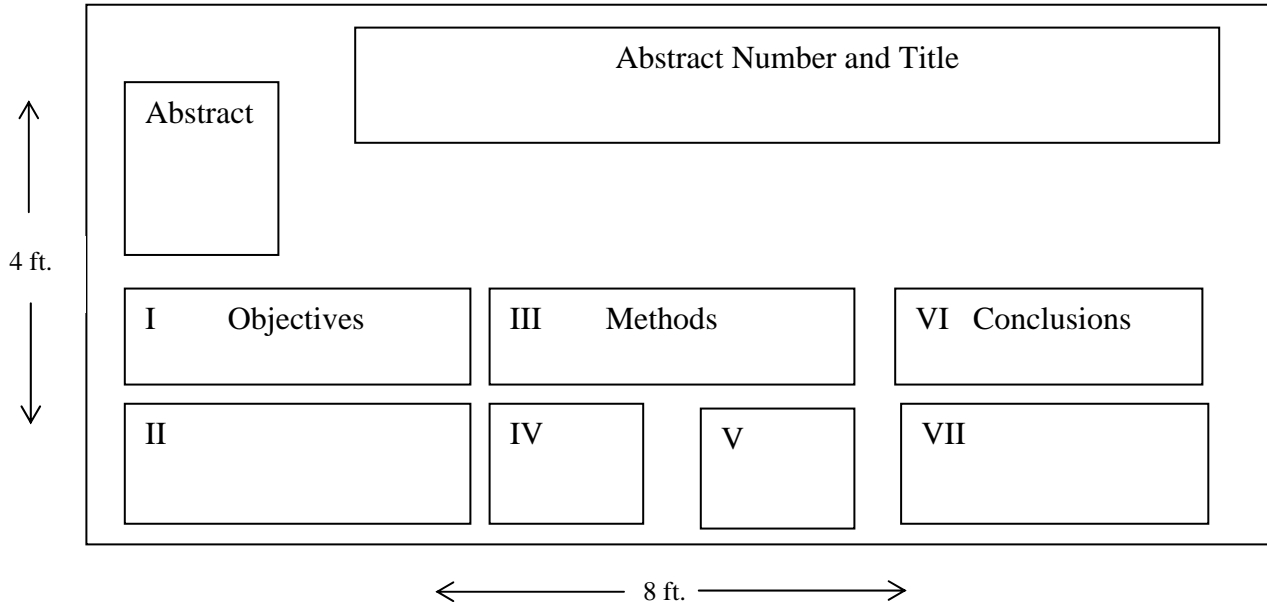 Abstract Number and Title
Abstract
4 ft.
I Objectives
III Methods
VI Conclusions
II
IV
V
VII
8 ft.